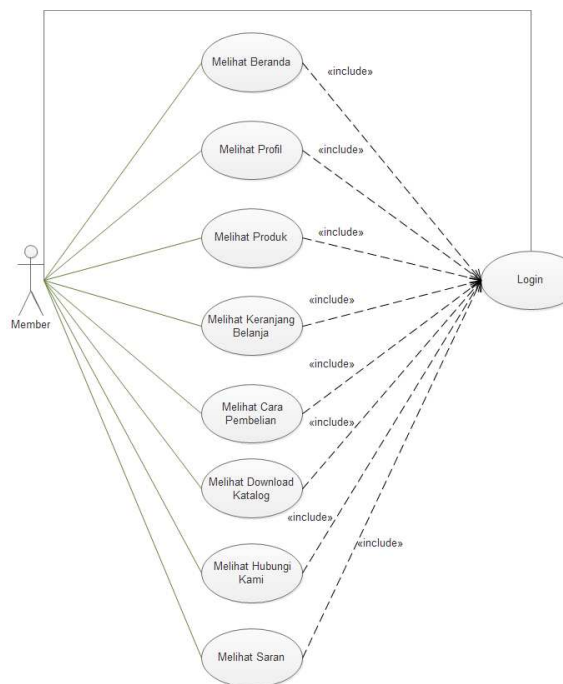 Melihat Beranda
«include»
Melihat Profil
«include»
Melihat Produk
«include»
Login
Member
Melihat Keranjang
Belanja
«include»
Melihat Cara
Pembelian
«include»
Melihat Download
Katalog
«include»
Melihat Hubungi
Kami
«include»
Melihat Saran
«include»